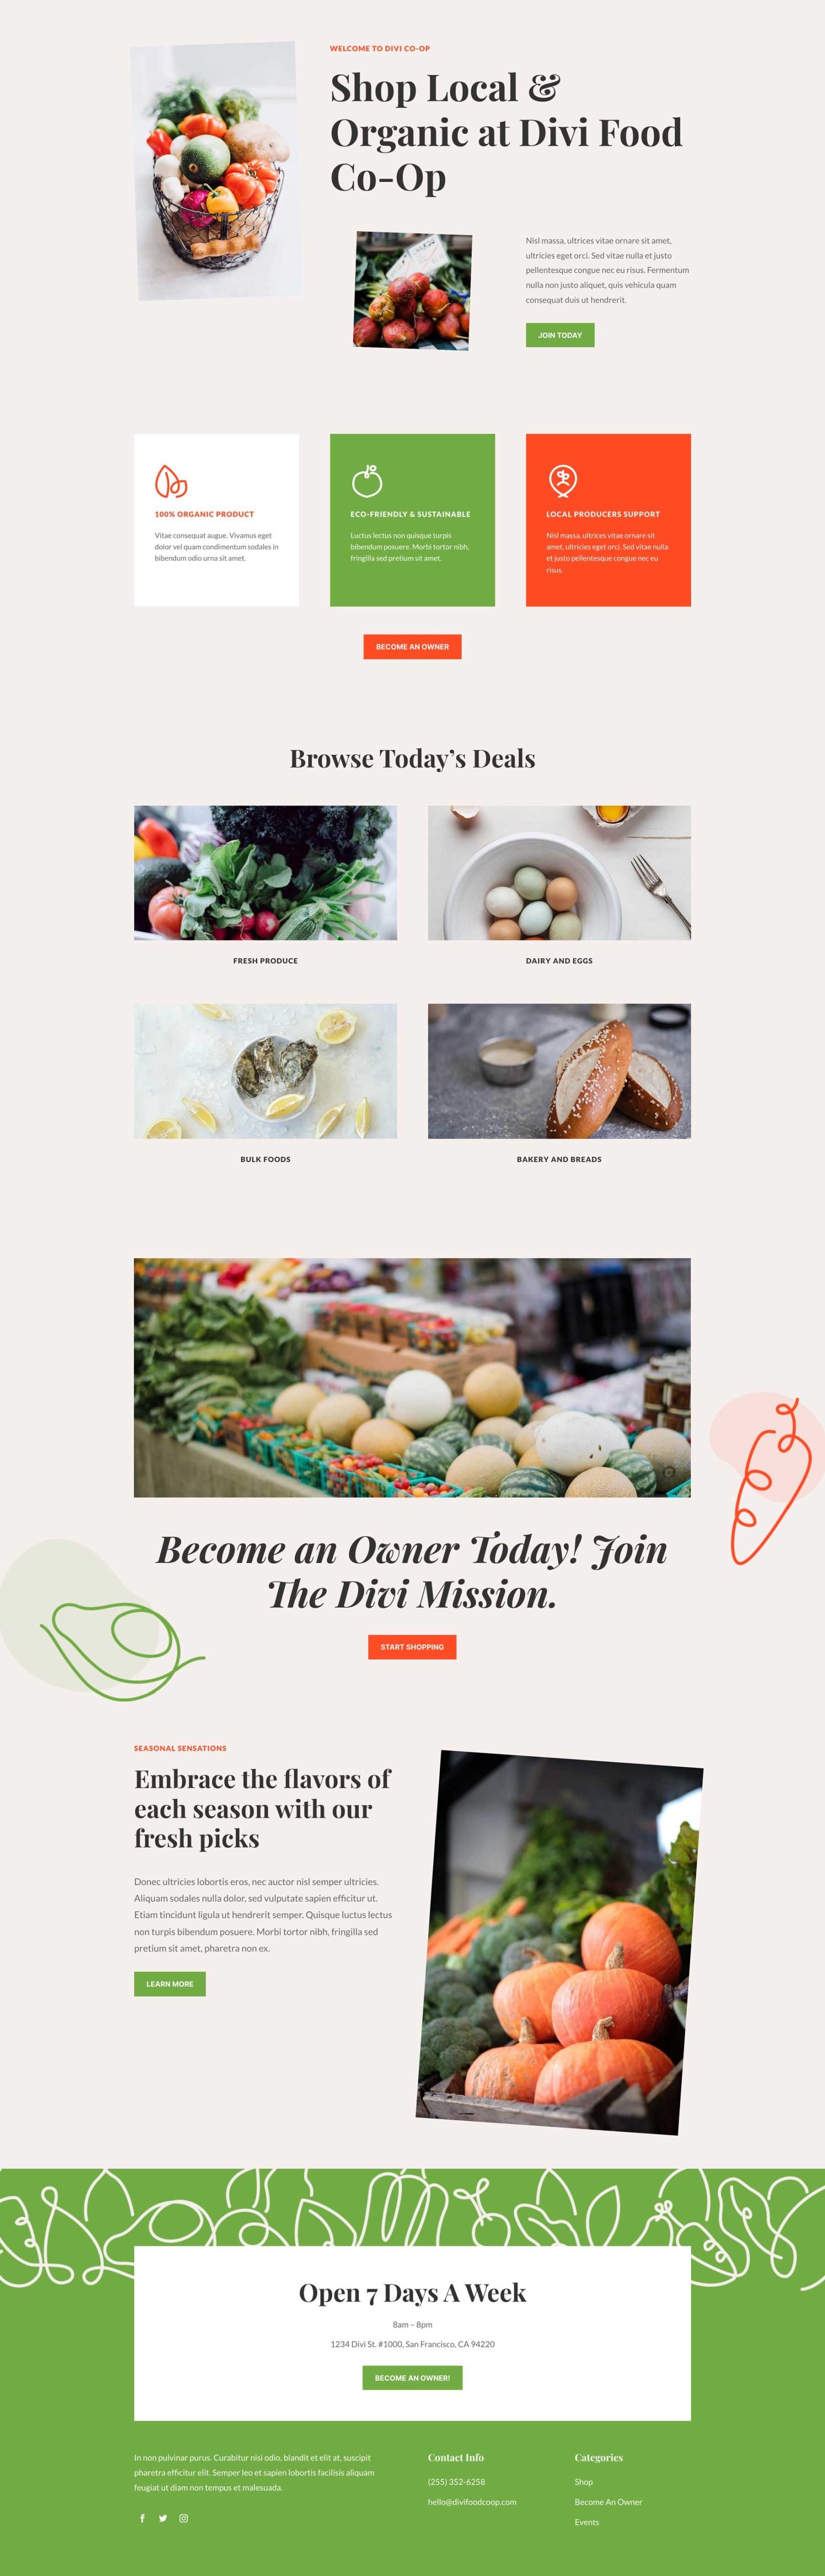 WELCOME TO DIVI CO-OP
Shop Local &
Organic at Divi Food
Co-Op
Nisl massa, ultrices vitae ornare sit amet,
ultricies eget orci. Sed vitae nulla et justo
pellentesque congue nec eu risus. Fermentum
nulla non justo aliquet, quis vehicula quam
consequat duis ut hendrerit.
JOIN TODAY
100% ORGANIC PRODUCT
Vitae consequat augue. Vivamus eget
dolor vel quam condimentum sodales in
bibendum odio urna sit amet.
ECO-FRIENDLY & SUSTAINABLE
Luctus lectus non quisque turpis
bibendum posuere. Morbi tortor nibh,
fringilla sed pretium sit amet.
LOCAL PRODUCERS SUPPORT
Nisl massa, ultrices vitae ornare sit
amet, ultricies eget orci. Sed vitae nulla
et justo pellentesque congue nec eu
risus.
BECOME AN OWNER
Browse Today’s Deals
FRESH PRODUCE
DAIRY AND EGGS
BULK FOODS
BAKERY AND BREADS
Become an Owner Today! Join
The Divi Mission.
START SHOPPING
SEASONAL SENSATIONS
Embrace the flavors of
each season with our
fresh picks
Donec ultricies lobortis eros, nec auctor nisl semper ultricies.
Aliquam sodales nulla dolor, sed vulputate sapien efficitur ut.
Etiam tincidunt ligula ut hendrerit semper. Quisque luctus lectus
non turpis bibendum posuere. Morbi tortor nibh, fringilla sed
pretium sit amet, pharetra non ex.
LEARN MORE
Open 7 Days A Week
8am – 8pm
1234 Divi St. #1000, San Francisco, CA 94220
BECOME AN OWNER!
In non pulvinar purus. Curabitur nisi odio, blandit et elit at, suscipit
pharetra efficitur elit. Semper leo et sapien lobortis facilisis aliquam
feugiat ut diam non tempus et malesuada.
Contact Info
(255) 352-6258
hello@divifoodcoop.com
Categories
Shop
Become An Owner
Events